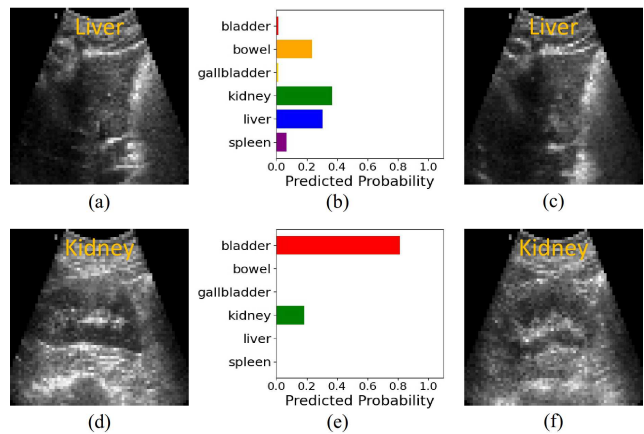 Liver
bladder
bowel
gallbladder
kidney
liver
spleen
0.0 0.2 0.4 0.6 0.8 1.0
Predicted Probability
Liver
(a)
(b)
(c)
Kidney
bladder
bowel
gallbladder
kidney
liver
spleen
0.0 0.2 0.4 0.6 0.8 1.0
Predicted Probability
Kidney
(d)
(e)
(f)